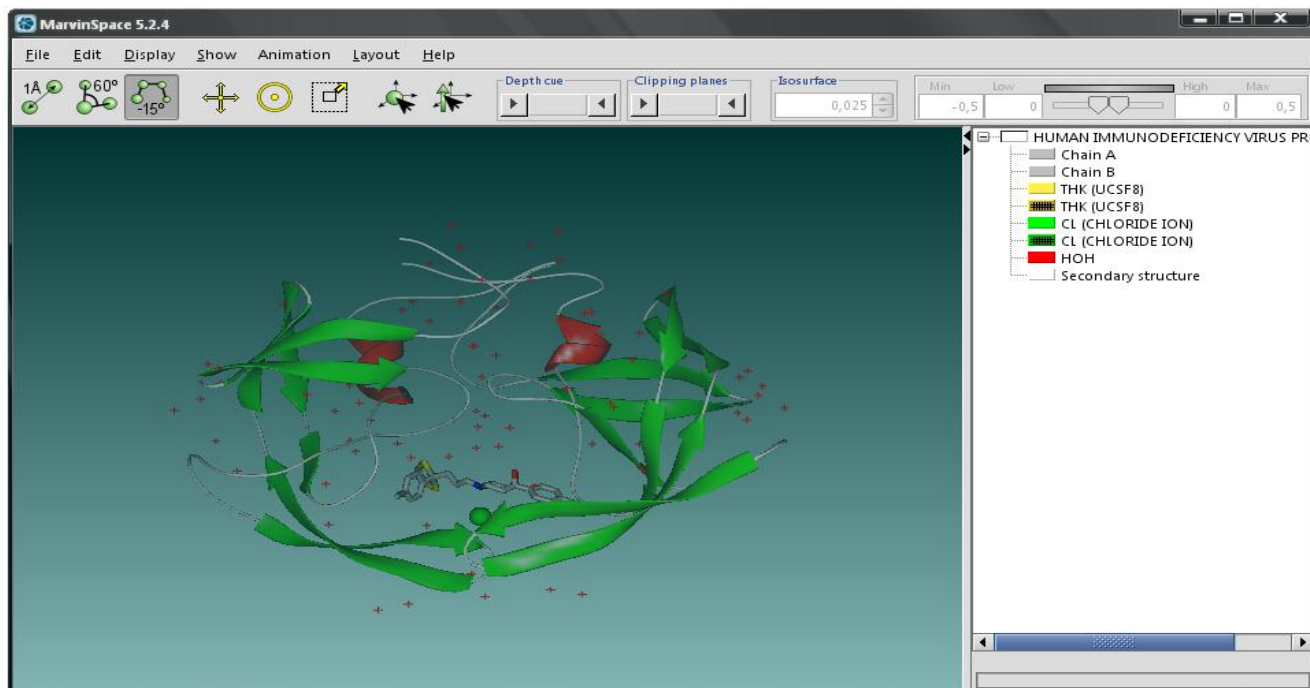 MarvinSpace 5.2.4
File Edit Display Show Animation Layout Help
1Å 60° -15°
Depth cue Clipping planes Isosurface Min Low High Max
0,025 -0,5 0 0 0,5
HUMAN IMMUNODEFICIENCY VIRUS PR
Chain A
Chain B
THK (UCSF8)
THK (UCSF8)
CL (CHLORIDE ION)
CL (CHLORIDE ION)
HOH
Secondary structure